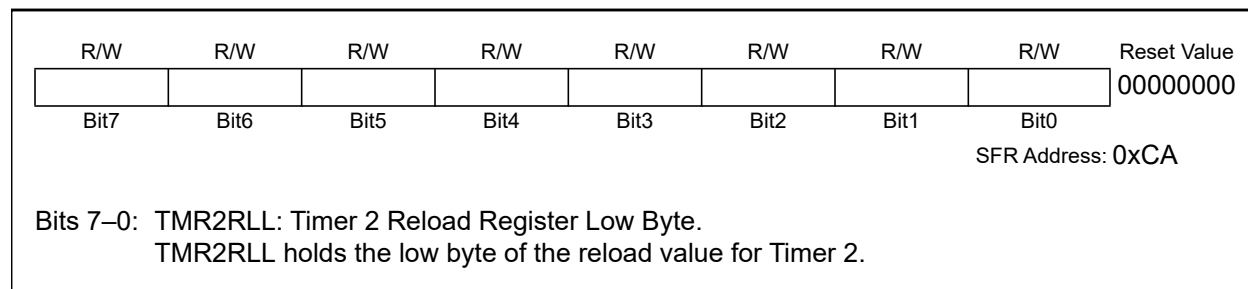 R/W R/W R/W R/W R/W R/W R/W R/W Reset Value
00000000
Bit7 Bit6 Bit5 Bit4 Bit3 Bit2 Bit1 Bit0
SFR Address: 0xCA
Bits 7–0: TMR2RLL: Timer 2 Reload Register Low Byte.
TMR2RLL holds the low byte of the reload value for Timer 2.